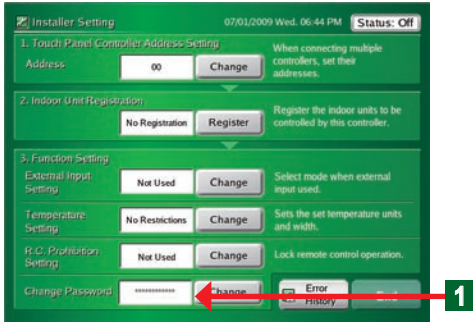 Installer Setting 07/01/2009 Wed. 06:44 PM Status: Off
1. Touch Panel Controller Address Setting
Address 00 Change
When connecting multiple
controllers, set their
addresses.
2. Indoor Unit Registration
No Registration Register
Register the indoor units to be
controlled by this controller.
3. Function Setting
External Input
Setting
Not Used Change
Select mode when external
input used.
Temperature
Setting
No Restrictions Change
Sets the set temperature units
and width.
R.C. Prohibition
Setting
Not Used Change
Lock remote control operation.
Change Password ************ Change
Error
History
End
1